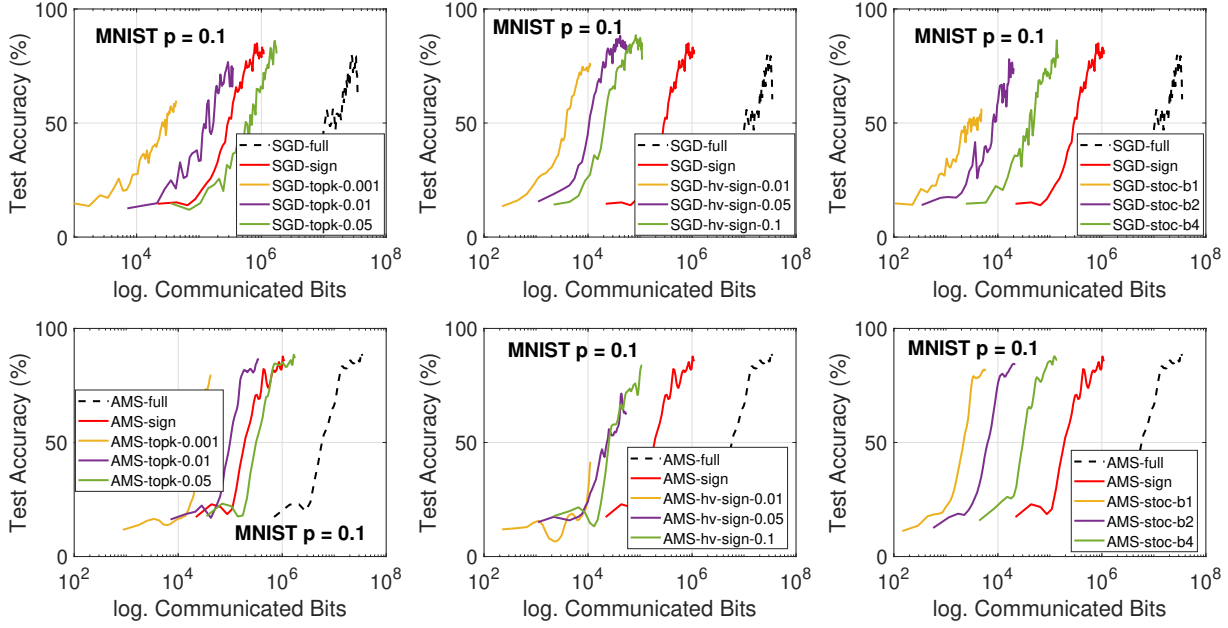 MNIST p = 0.1
Test Accuracy (%)
100
50
0
SGD-full
SGD-sign
SGD-topk-0.001
SGD-topk-0.01
SGD-topk-0.05
10^2 10^4 10^6 10^8
log. Communicated Bits
MNIST p = 0.1
Test Accuracy (%)
100
50
0
SGD-full
SGD-sign
SGD-hv-sign-0.01
SGD-hv-sign-0.05
SGD-hv-sign-0.1
10^2 10^4 10^6 10^8
log. Communicated Bits
MNIST p = 0.1
Test Accuracy (%)
100
50
0
SGD-full
SGD-sign
SGD-stoc-b1
SGD-stoc-b2
SGD-stoc-b4
10^2 10^4 10^6 10^8
log. Communicated Bits
Test Accuracy (%)
100
50
0
AMS-full
AMS-sign
AMS-topk-0.001
AMS-topk-0.01
AMS-topk-0.05
MNIST p = 0.1
10^2 10^4 10^6 10^8
log. Communicated Bits
MNIST p = 0.1
Test Accuracy (%)
100
50
0
AMS-full
AMS-sign
AMS-hv-sign-0.01
AMS-hv-sign-0.05
AMS-hv-sign-0.1
10^2 10^4 10^6 10^8
log. Communicated Bits
MNIST p = 0.1
Test Accuracy (%)
100
50
0
AMS-full
AMS-sign
AMS-stoc-b1
AMS-stoc-b2
AMS-stoc-b4
10^2 10^4 10^6 10^8
log. Communicated Bits